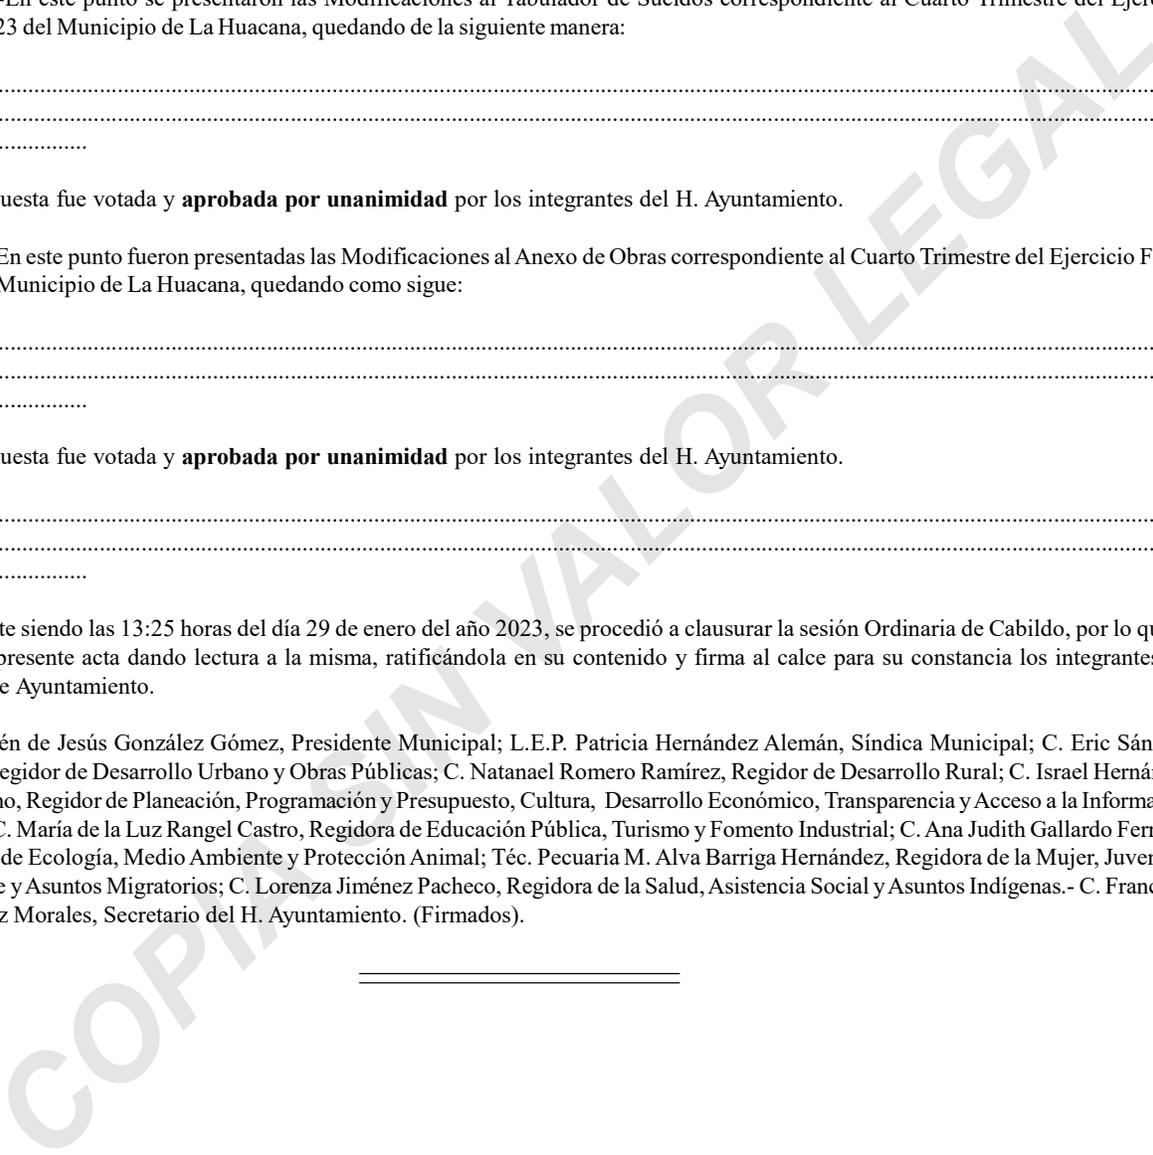 -En este punto se presentaron las Modificaciones al Tabulador de Sueldos correspondiente al Cuarto Trimestre del
23 del Municipio de La Huacana, quedando de la siguiente manera:
uesta fue votada y aprobada por unanimidad por los integrantes del H. Ayuntamiento.
En este punto fueron presentadas las Modificaciones al Anexo de Obras correspondiente al Cuarto Trimestre del Ejercicio F
Municipio de La Huacana, quedando como sigue:
uesta fue votada y aprobada por unanimidad por los integrantes del H. Ayuntamiento.
te siendo las 13:25 horas del día 29 de enero del año 2023, se procedió a clausurar la sesión Ordinaria de Cabildo, por lo qu
presente acta dando lectura a la misma, ratificándola en su contenido y firma al calce para su constancia los integrantes
e Ayuntamiento.
én de Jesús González Gómez, Presidente Municipal; L.E.P. Patricia Hernández Alemán, Síndica Municipal; C. Eric Sán
egidor de Desarrollo Urbano y Obras Públicas; C. Natanael Romero Ramírez, Regidor de Desarrollo Rural; C. Israel Herná
no, Regidor de Planeación, Programación y Presupuesto, Cultura, Desarrollo Económico, Transparencia y Acceso a la Informa
C. María de la Luz Rangel Castro, Regidora de Educación Pública, Turismo y Fomento Industrial; C. Ana Judith Gallardo Fern
de Ecología, Medio Ambiente y Protección Animal; Téc. Pecuaria M. Alva Barriga Hernández, Regidora de la Mujer, Juven
e y Asuntos Migratorios; C. Lorenza Jiménez Pacheco, Regidora de la Salud, Asistencia Social y Asuntos Indígenas.- C. Franc
z Morales, Secretario del H. Ayuntamiento. (Firmados).
COPIA SIN VALOR LEGAL